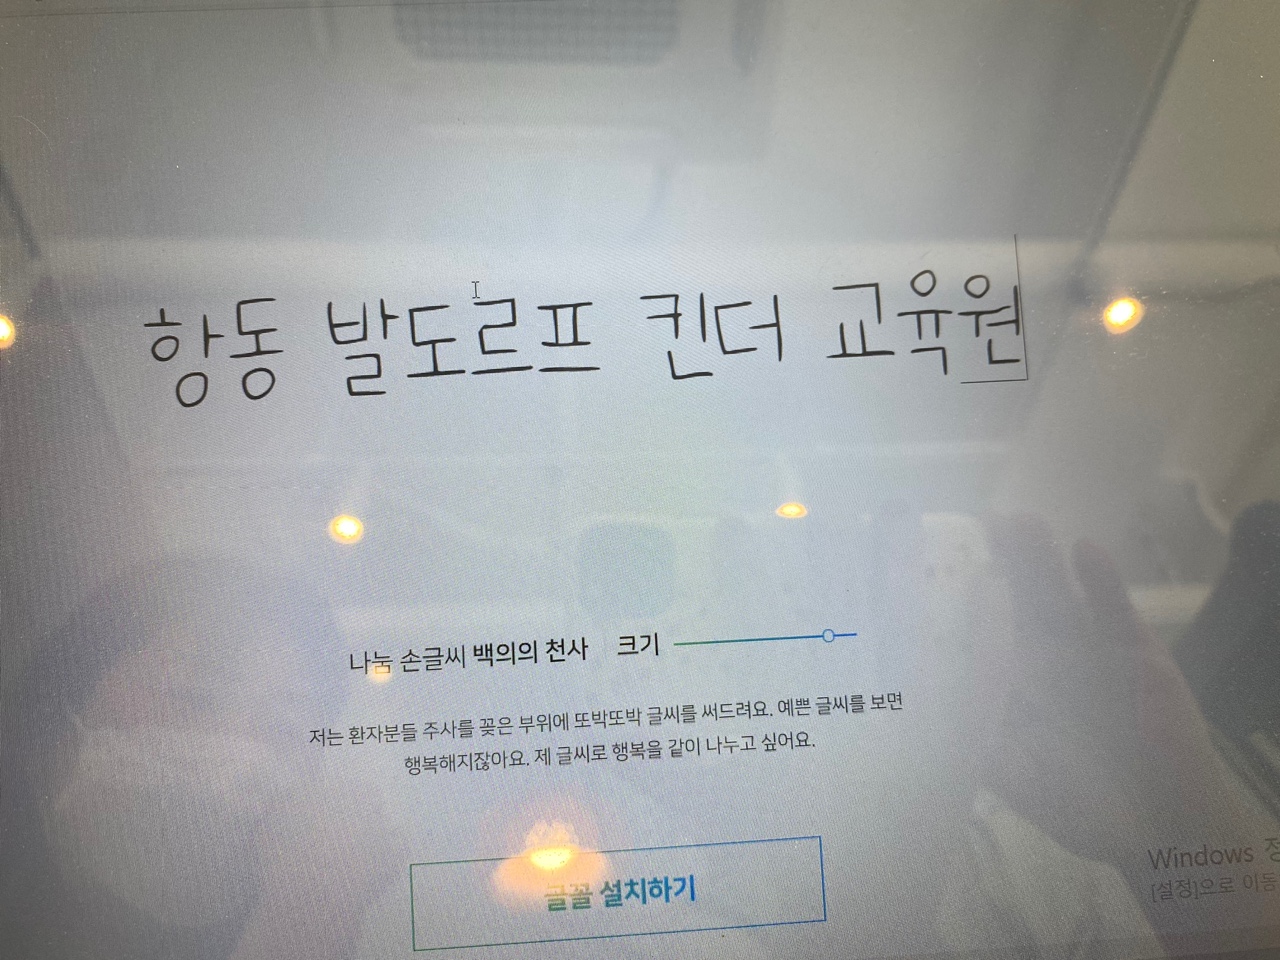 항동 발도르프 킨더 교육원
나눔 손글씨 백의의 천사 크기
저는 환자분들 주사를 꽂은 부위에 또박또박 글씨를 써드려요. 예쁜 글씨를 보면
행복해지잖아요. 제 글씨로 행복을 같이 나누고 싶어요.
글꼴 설치하기
Windows 정
[설정]으로 이동